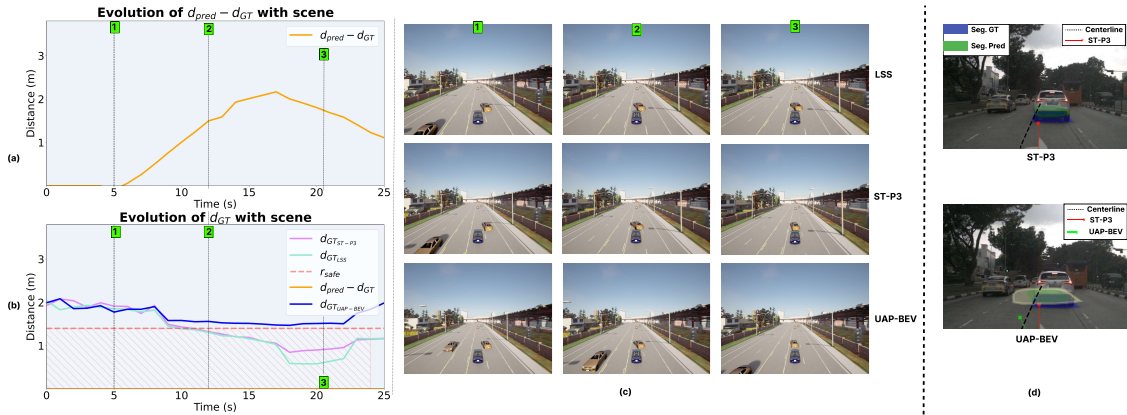 Evolution of d_pred − d_GT with scene
1
2
3
d_pred − d_GT
3
2
1
Distance (m)
(a)
0 5 10 15 20 25
Time (s)
Evolution of d_GT with scene
1
2
d_GT_ST−P3
d_GT_LSS
r_safe
d_pred − d_GT
d_GT_UAP−BEV
3
2
1
Distance (m)
(b)
3
0 5 10 15 20 25
Time (s)
1
2
3
LSS
ST-P3
UAP-BEV
(c)
Seg. GT
Seg. Pred
Centerline
ST-P3
ST-P3
Centerline
ST-P3
UAP-BEV
UAP-BEV
(d)